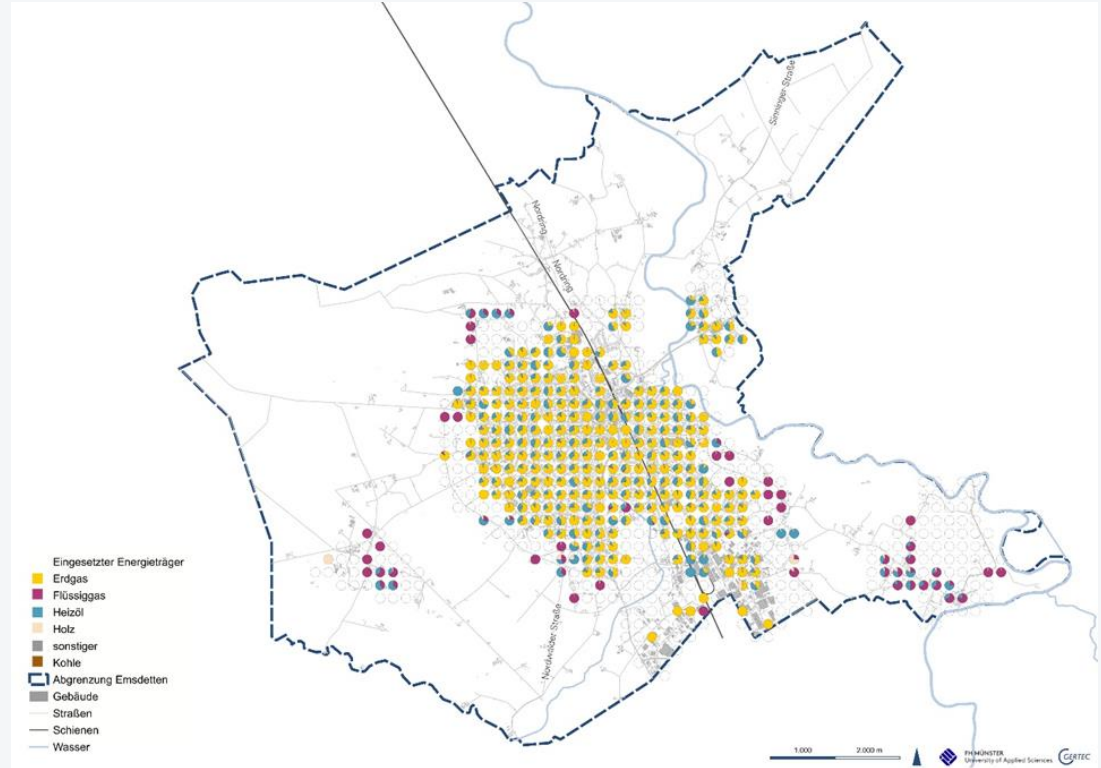 Sinninger Straße
Nordring
Nordring
Nordwalder Straße
Eingesetzter Energieträger
Erdgas
Flüssiggas
Heizöl
Holz
sonstiger
Kohle
Abgrenzung Emsdetten
Gebäude
Straßen
Schienen
Wasser
1.000 2.000 m
FH MÜNSTER
University of Applied Sciences
GERTEC